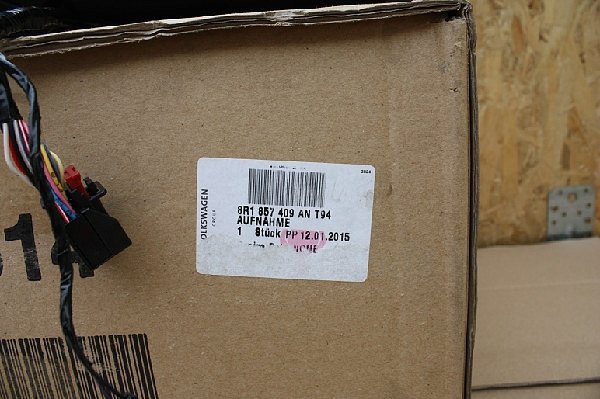 VOLKSWAGEN
8R1 857 409 AN T94
AUFNAHME
1 Stück PP 12.01.2015